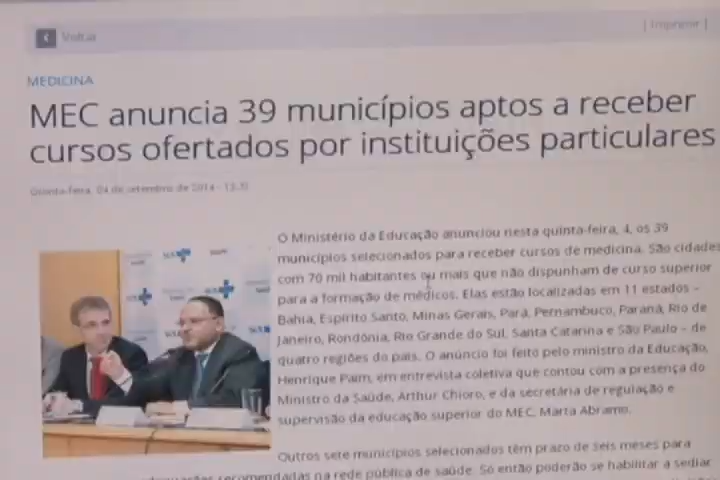 Voltar
| Imprimir |
MEDICINA
MEC anuncia 39 municípios aptos a receber
cursos ofertados por instituições particulares
Quinta-feira, 04 de setembro de 2014 - 13:31
O Ministério da Educação anunciou nesta quinta-feira, 4, os 39
municípios selecionados para receber cursos de medicina. São cidades
com 70 mil habitantes ou mais que não dispunham de curso superior
para a formação de médicos. Elas estão localizadas em 11 estados –
Bahia, Espírito Santo, Minas Gerais, Pará, Pernambuco, Paraná, Rio de
Janeiro, Rondônia, Rio Grande do Sul, Santa Catarina e São Paulo – de
quatro regiões do país. O anúncio foi feito pelo ministro da Educação,
Henrique Paim, em entrevista coletiva que contou com a presença do
Ministro da Saúde, Arthur Chioro, e da secretária de regulação e
supervisão da educação superior do MEC, Marta Abramo.
Outros sete municípios selecionados têm prazo de seis meses para
recomendadas na rede pública de saúde. Só então poderão se habilitar a sediar